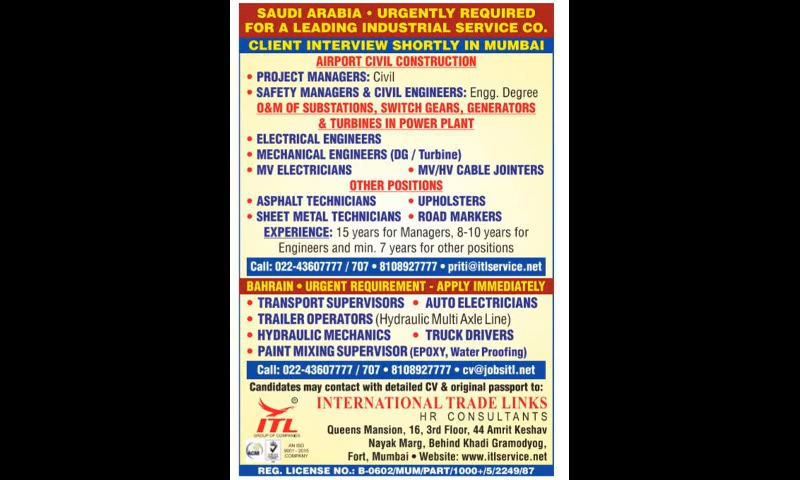 SAUDI ARABIA • URGENTLY REQUIRED
FOR A LEADING INDUSTRIAL SERVICE CO.
CLIENT INTERVIEW SHORTLY IN MUMBAI
AIRPORT CIVIL CONSTRUCTION
• PROJECT MANAGERS: Civil
• SAFETY MANAGERS & CIVIL ENGINEERS: Engg. Degree
O&M OF SUBSTATIONS, SWITCH GEARS, GENERATORS
& TURBINES IN POWER PLANT
• ELECTRICAL ENGINEERS
• MECHANICAL ENGINEERS (DG / Turbine)
• MV ELECTRICIANS • MV/HV CABLE JOINTERS
OTHER POSITIONS
• ASPHALT TECHNICIANS • UPHOLSTERS
• SHEET METAL TECHNICIANS • ROAD MARKERS
EXPERIENCE: 15 years for Managers, 8-10 years for
Engineers and min. 7 years for other positions
Call: 022-43607777 / 707 • 8108927777 • priti@itlservice.net
BAHRAIN • URGENT REQUIREMENT - APPLY IMMEDIATELY
• TRANSPORT SUPERVISORS • AUTO ELECTRICIANS
• TRAILER OPERATORS (Hydraulic Multi Axle Line)
• HYDRAULIC MECHANICS • TRUCK DRIVERS
• PAINT MIXING SUPERVISOR (EPOXY, Water Proofing)
Call: 022-43607777 / 707 • 8108927777 • cv@jobsitl.net
Candidates may contact with detailed CV & original passport to:
®
ITL
GROUP OF COMPANIES
ACM
AN ISO
9001 - 2015
COMPANY
INTERNATIONAL TRADE LINKS
HR CONSULTANTS
Queens Mansion, 16, 3rd Floor, 44 Amrit Keshav
Nayak Marg, Behind Khadi Gramodyog,
Fort, Mumbai • Website: www.itlservice.net
REG. LICENSE NO.: B-0602/MUM/PART/1000+/5/2249/87